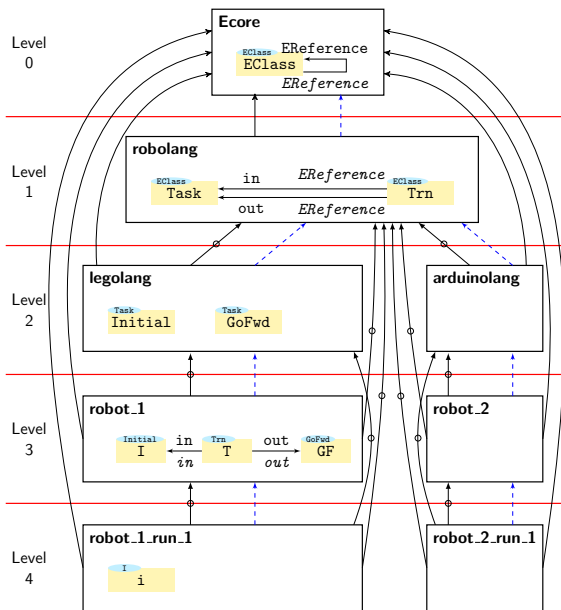 Ecore
Level
0
EClass
EReference
EClass
EReference
robolang
Level
1
EClass
in
EReference
EClass
Task
Trn
out
EReference
legolang
arduinolang
Level
2
Task
Initial
Task
GoFwd
robot_1
robot_2
Level
3
Initial
in
Trn
out
GoFwd
I
T
GF
in
out
robot_1_run_1
robot_2_run_1
Level
4
I
i